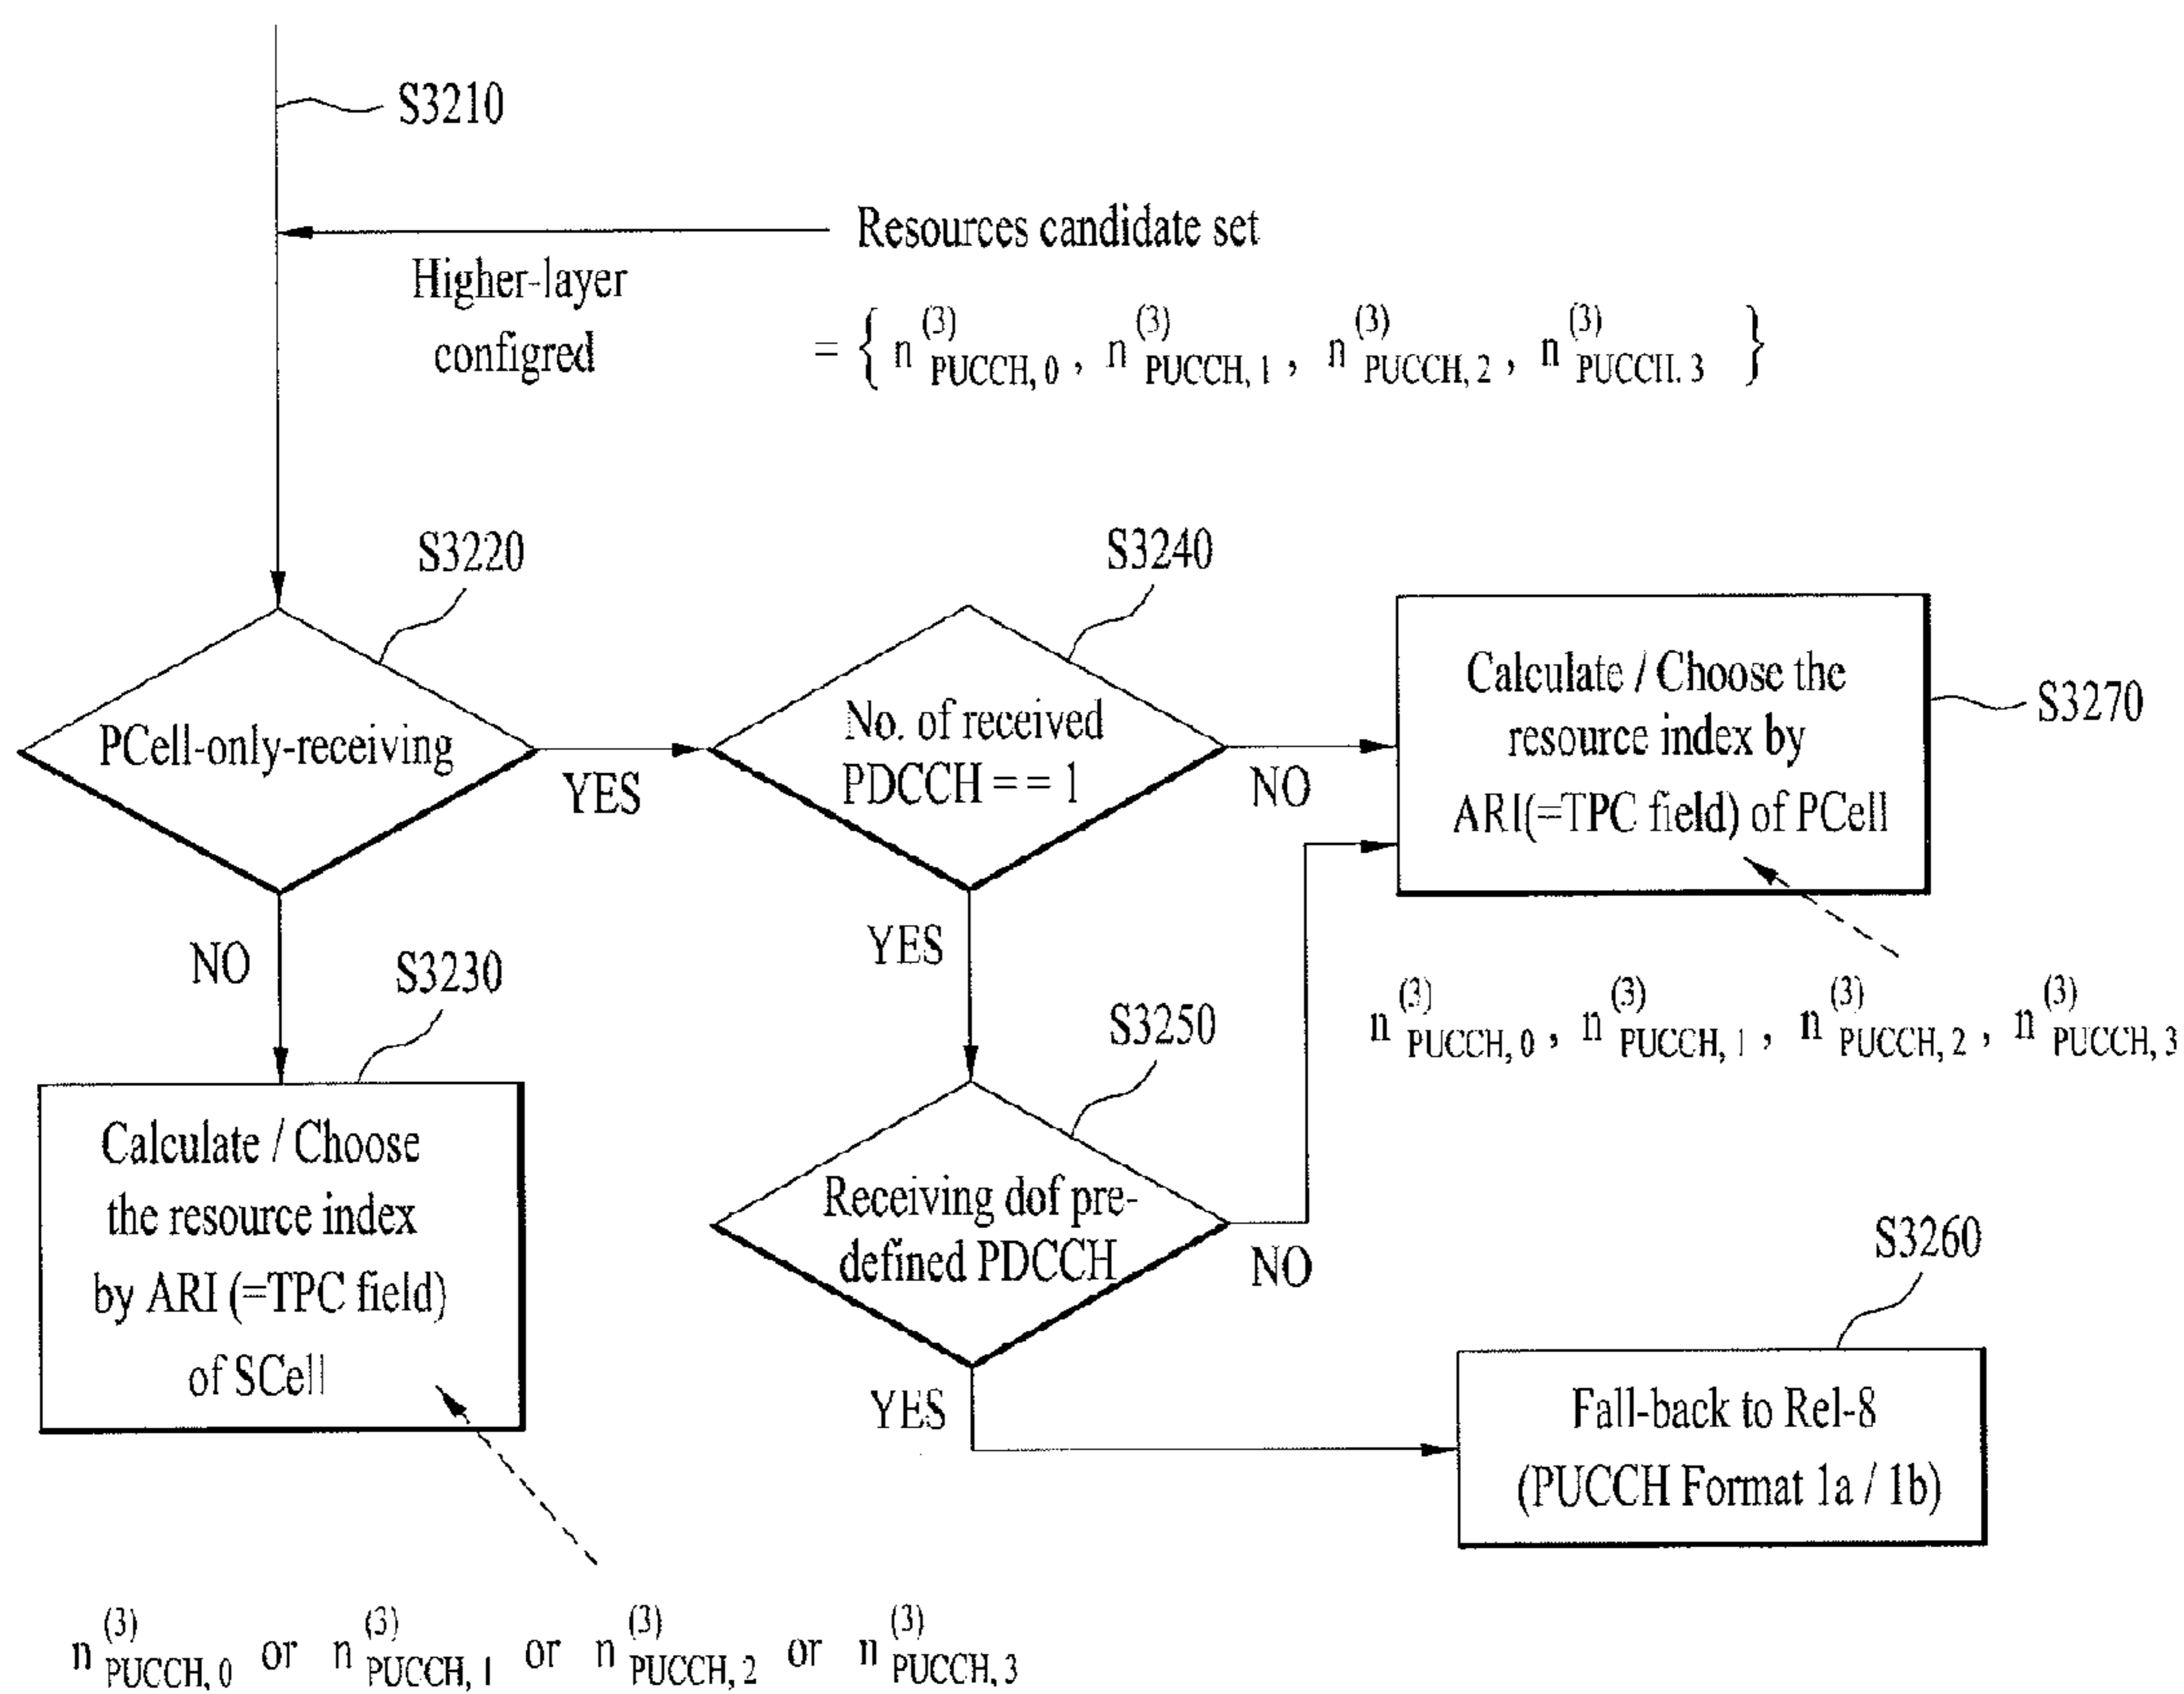 S3210
Resources candidate set
Higher-layer
configred
= { n (3) PUCCH, 0 , n (3) PUCCH, 1 , n (3) PUCCH, 2 , n (3) PUCCH. 3 }
S3220
S3240
PCell-only-receiving
YES
No. of received
PDCCH = = 1
NO
Calculate / Choose the
resource index by
ARI(=TPC field) of PCell
S3270
NO
YES
n (3) PUCCH, 0 , n (3) PUCCH, 1 , n (3) PUCCH, 2 , n (3) PUCCH, 3
S3230
S3250
Calculate / Choose
the resource index
by ARI (=TPC field)
of SCell
Receiving dof pre-
defined PDCCH
NO
YES
S3260
Fall-back to Rel-8
(PUCCH Format 1a / 1b)
n (3) PUCCH, 0 or n (3) PUCCH, 1 or n (3) PUCCH, 2 or n (3) PUCCH, 3